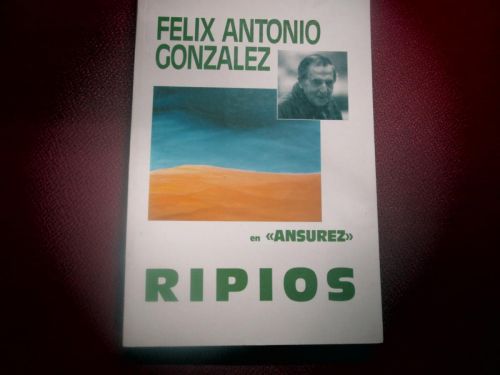 FELIX ANTONIO
GONZALEZ
en «ANSUREZ»
RIPIOS